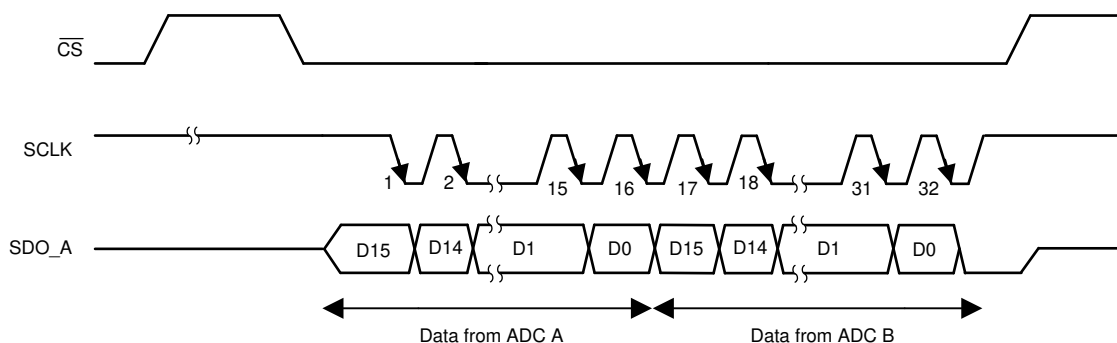 CS
SCLK
1 2 15 16 17 18 31 32
SDO_A
D15 D14 D1 D0 D15 D14 D1 D0
Data from ADC A Data from ADC B